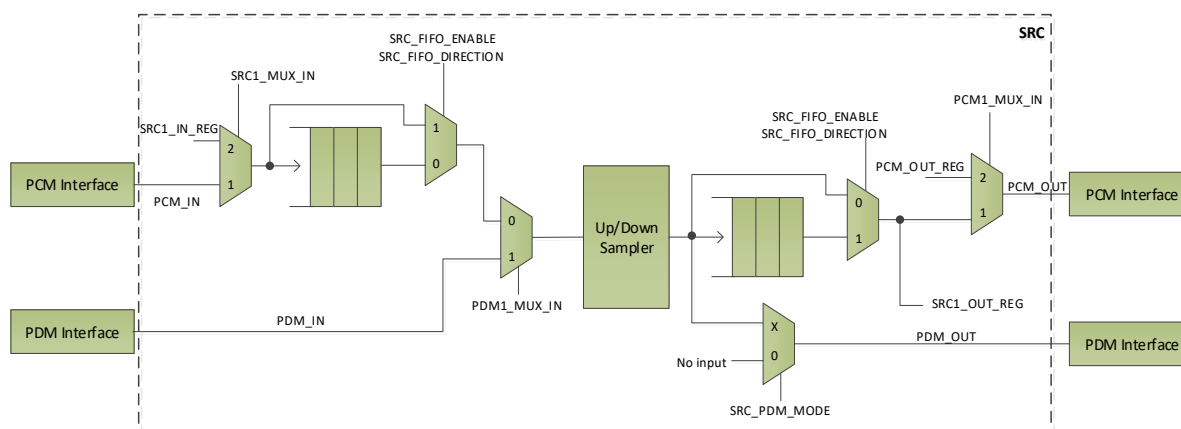 SRC
SRC_FIFO_ENABLE
SRC_FIFO_DIRECTION
SRC1_MUX_IN
SRC1_IN_REG
2
1
1
0
PCM Interface
PCM_IN
0
1
PDM1_MUX_IN
PDM Interface
PDM_IN
Up/Down
Sampler
SRC_FIFO_ENABLE
SRC_FIFO_DIRECTION
PCM1_MUX_IN
PCM_OUT_REG
0
1
2
1
PCM_OUT
PCM Interface
SRC1_OUT_REG
X
0
No input
PDM_OUT
PDM Interface
SRC_PDM_MODE